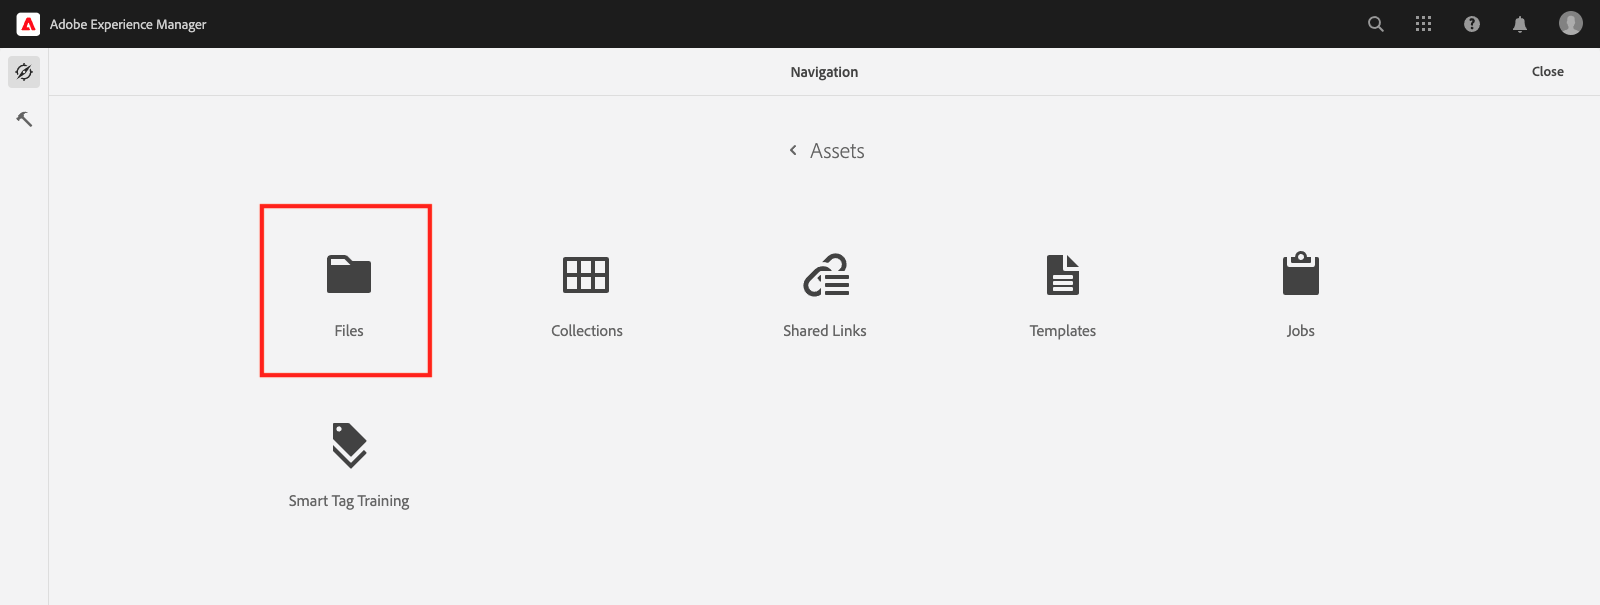 Adobe Experience Manager
Navigation
Close
Assets
Files
Collections
Shared Links
Templates
Jobs
Smart Tag Training